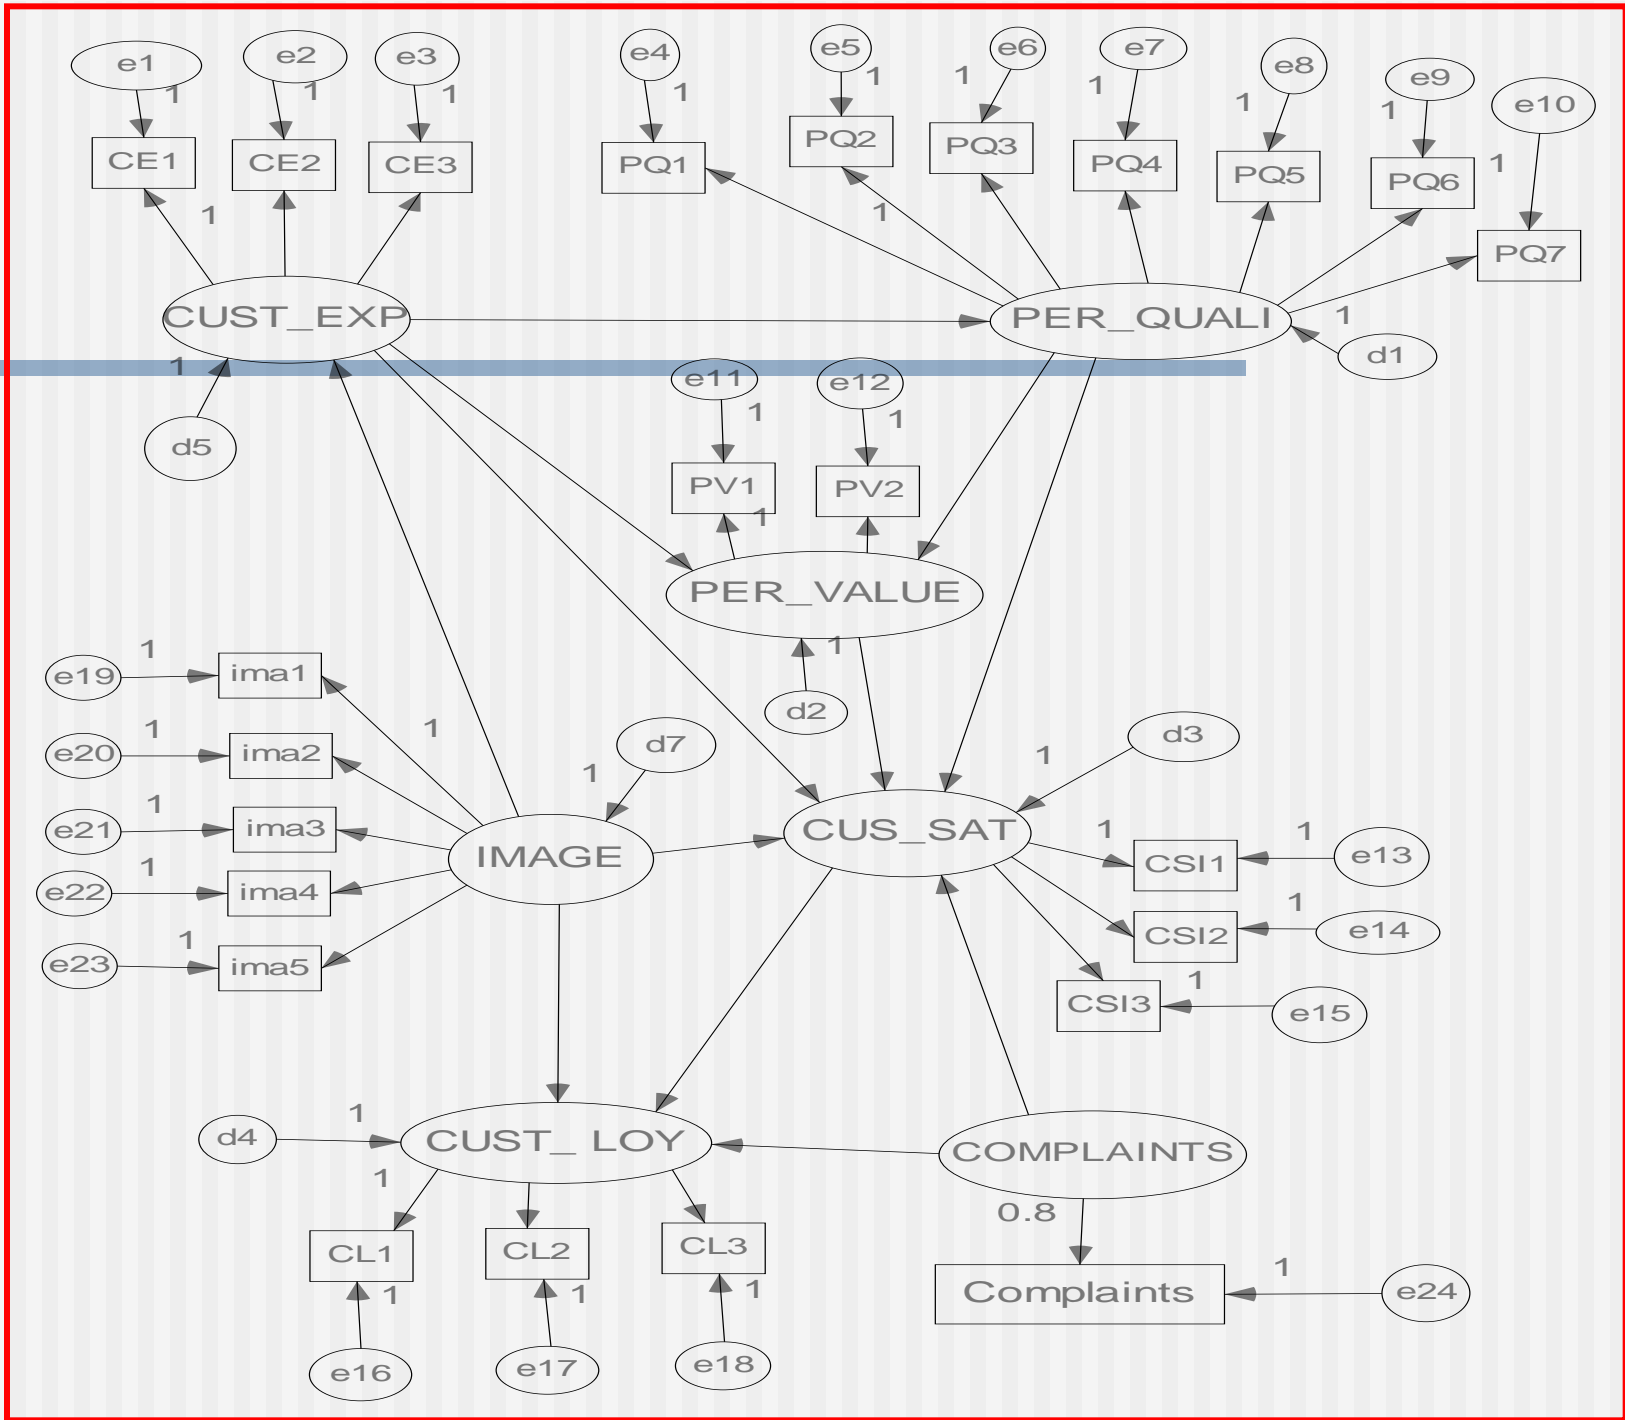 e1 e2 e3 e4 e5 e6 e7 e8 e9 e10
1 1 1 1 1 1 1 1 1 1
CE1 CE2 CE3 PQ1 PQ2 PQ3 PQ4 PQ5 PQ6 PQ7
1 1
CUST_EXP PER_QUALI
1 1
d5 d1
e11 e12
1 1
PV1 PV2
1
PER_VALUE
1
d2
e19 1 ima1
e20 1 ima2
e21 1 ima3
e22 1 ima4
e23 1 ima5
1
d7
1
IMAGE
d3
1
CUS_SAT
1 CSI1 1 e13
CSI2 1 e14
CSI3 1 e15
d4 1 CUST_ LOY
COMPLAINTS
1
0.8
CL1 CL2 CL3
1 1 1
e16 e17 e18
Complaints 1 e24